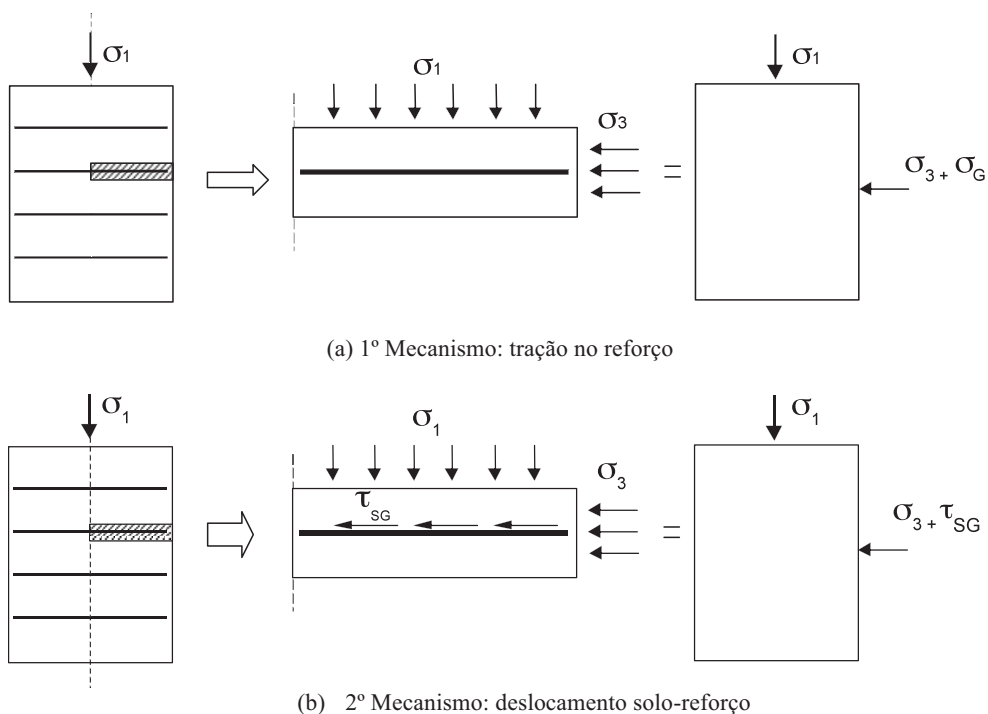 σ1
σ1
σ3
=
σ1
σ3 + σG
(a) 1º Mecanismo: tração no reforço
σ1
σ1
τSG
σ3
=
σ1
σ3 + τSG
(b) 2º Mecanismo: deslocamento solo-reforço